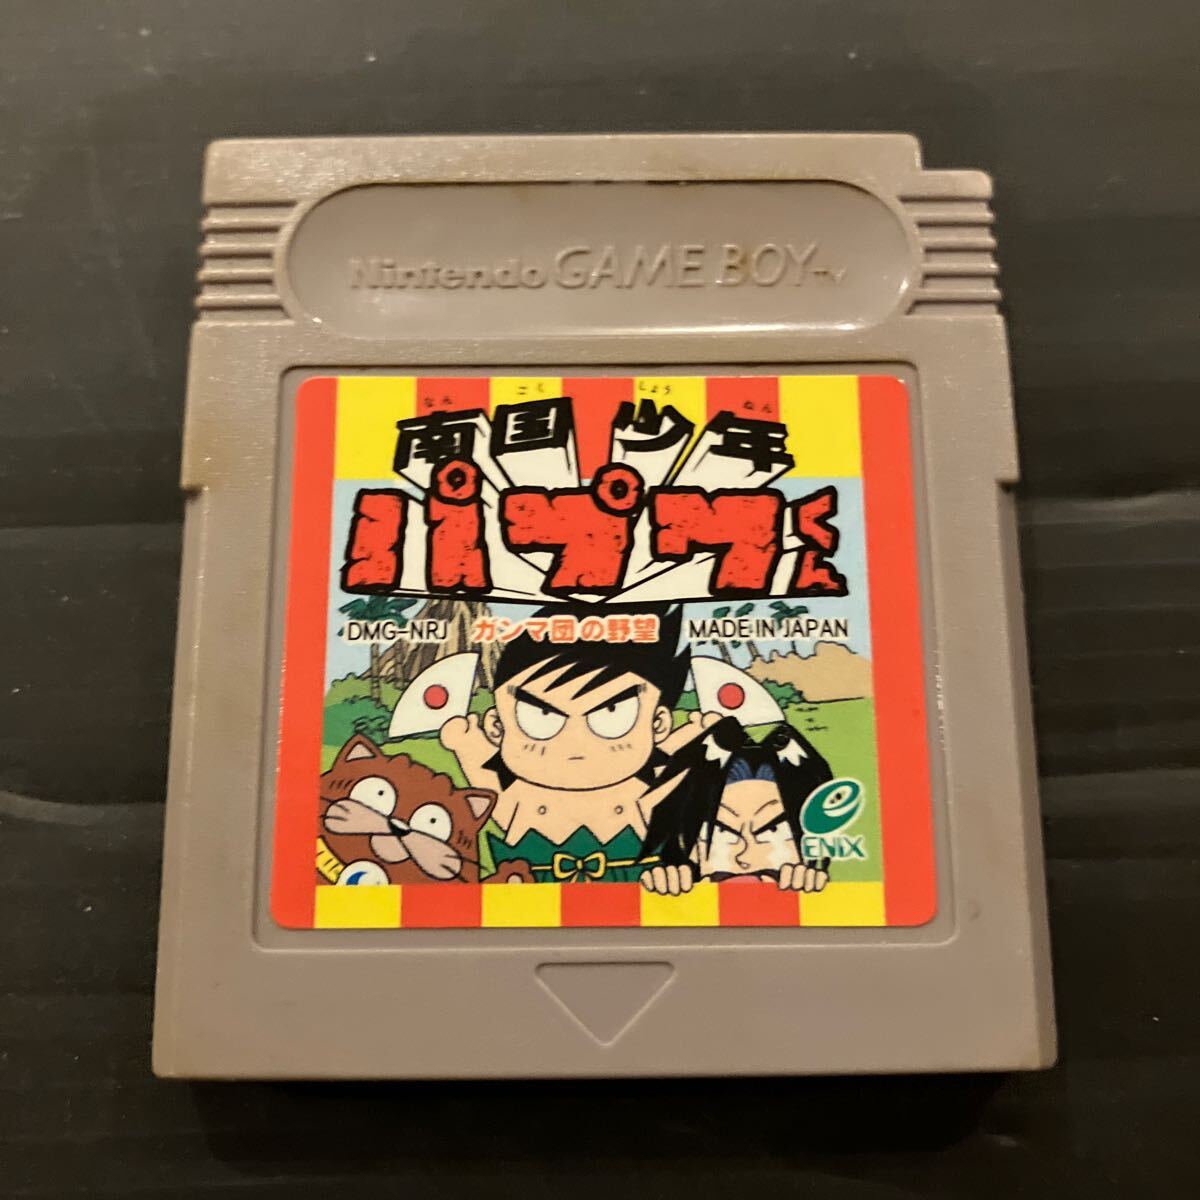 Nintendo GAME BOY TM
なん ごく しょう ねん
南国少年
パプワくん
DMG-NRJ ガンマ団の野望 MADE IN JAPAN
e
ENIX